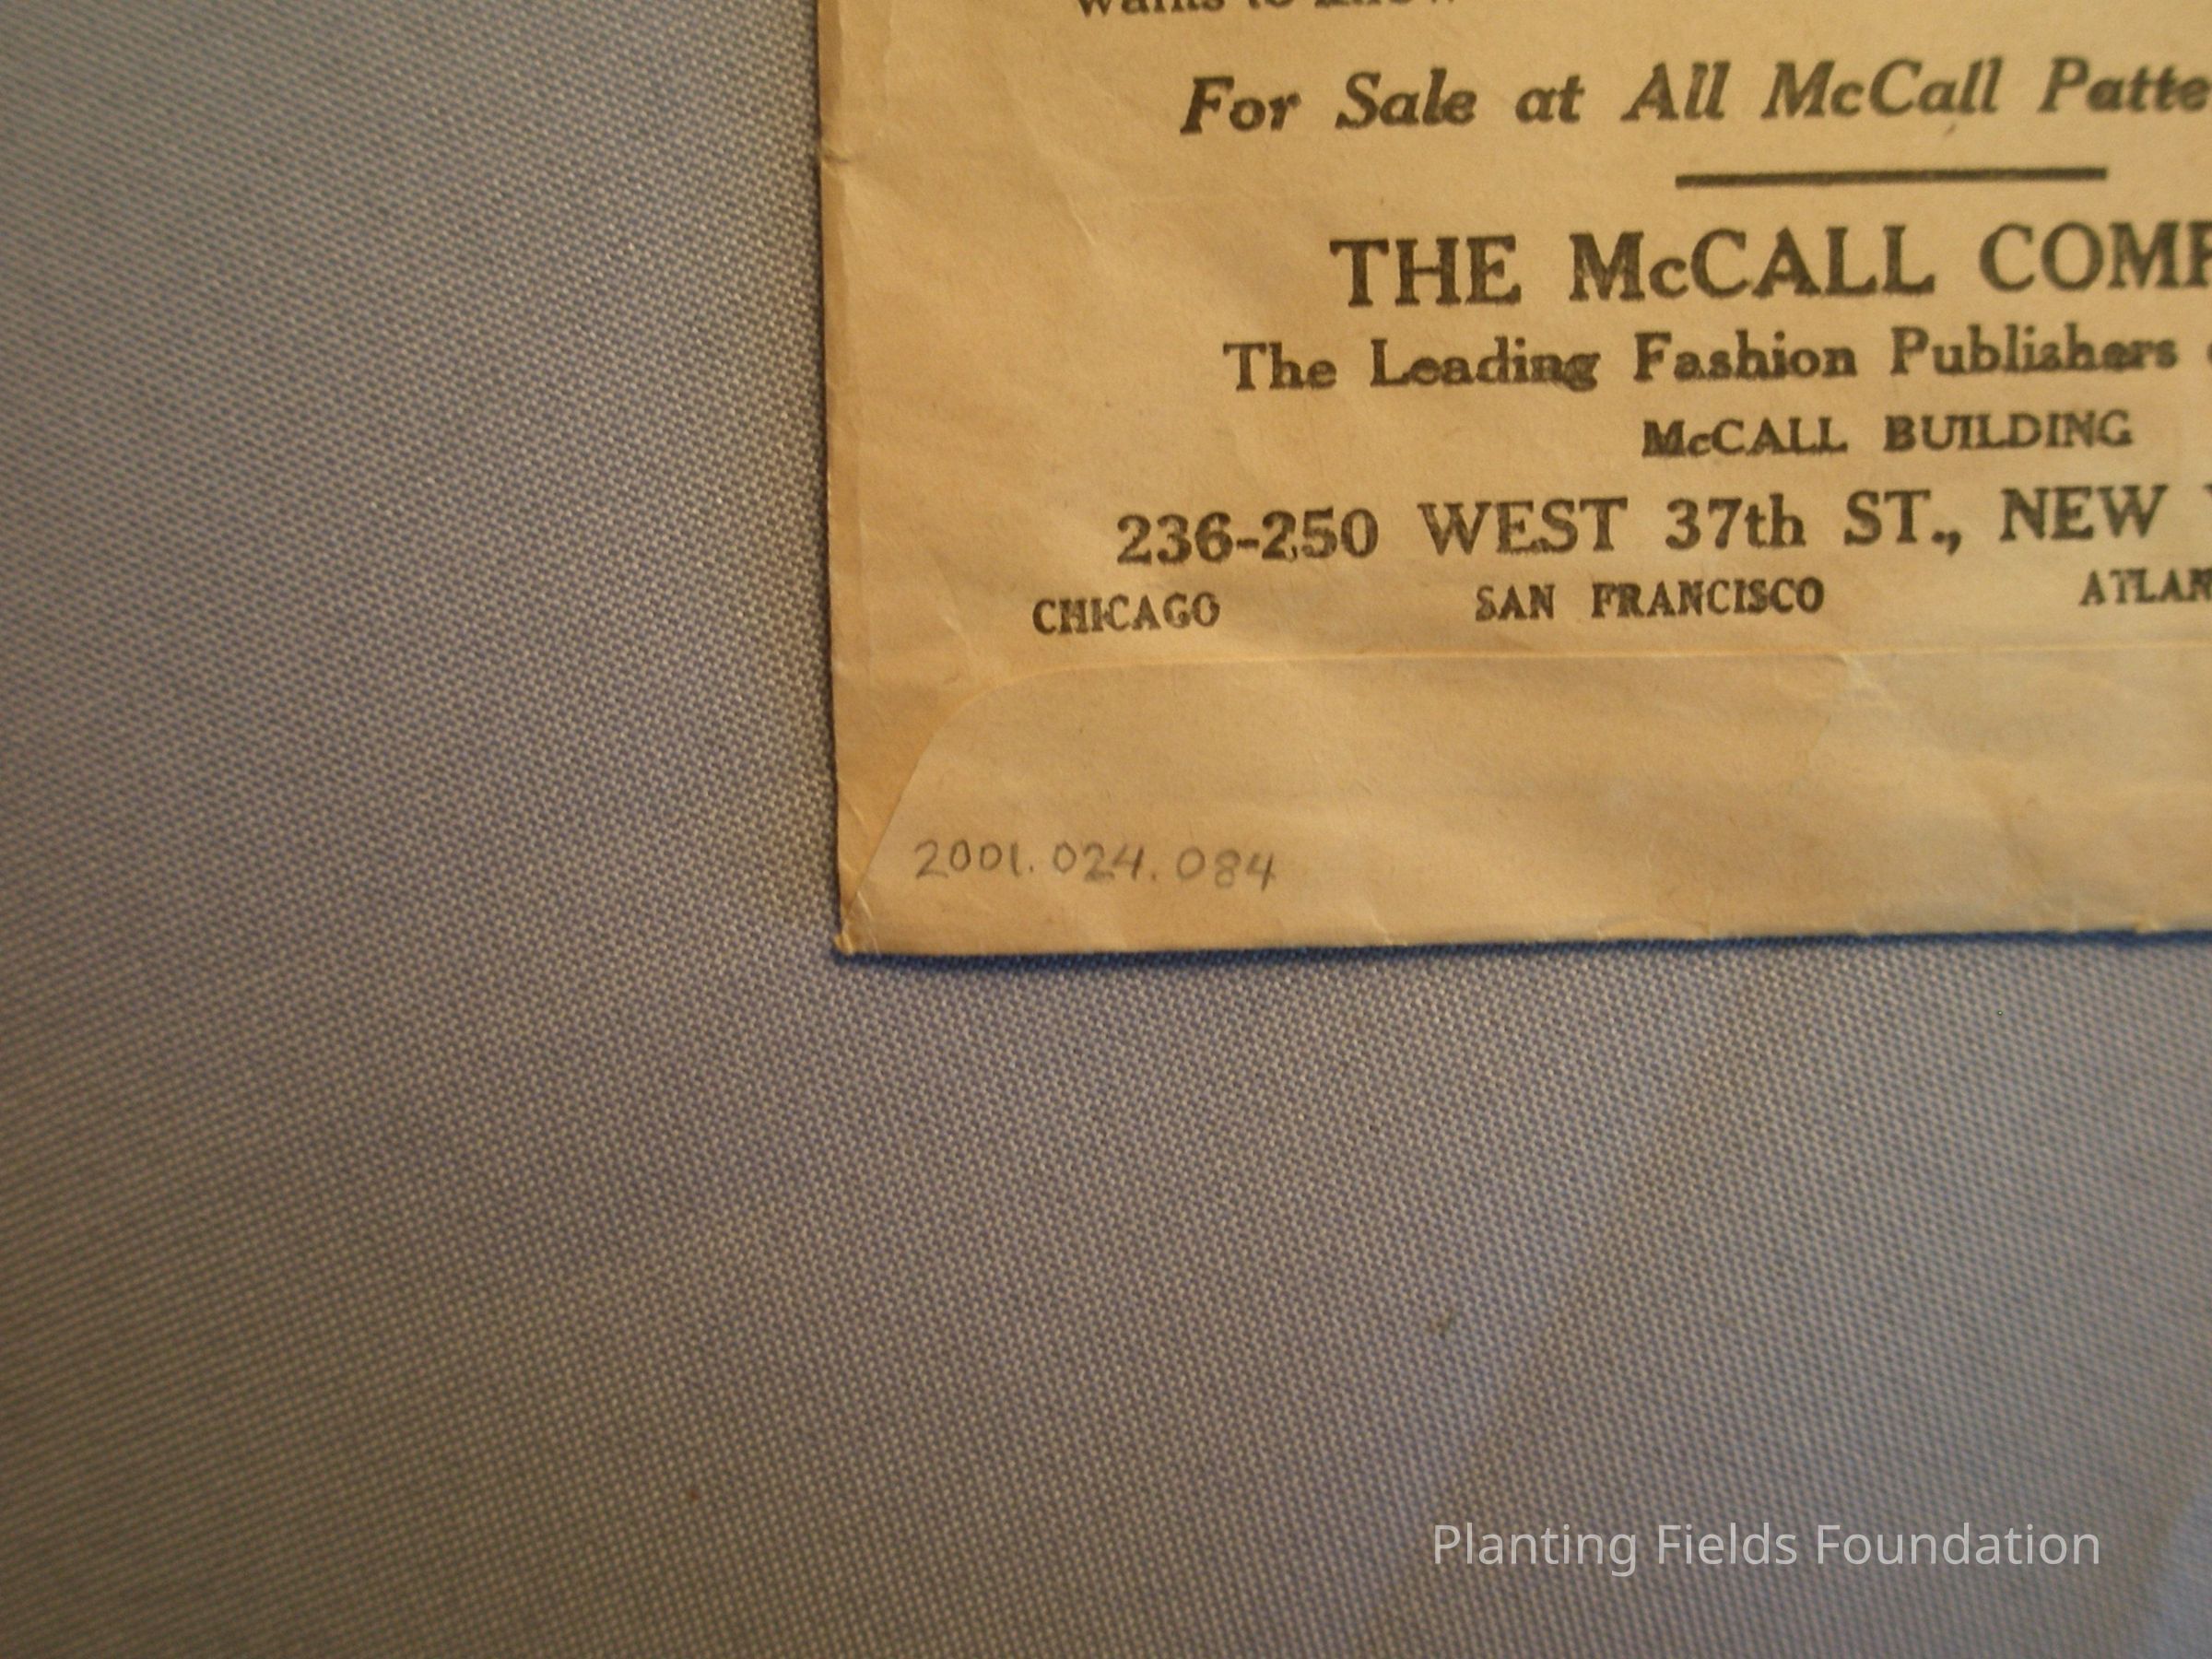 For Sale at All McCall Patte
THE McCALL COMP
The Leading Fashion Publishers
McCALL BUILDING
236-250 WEST 37th ST., NEW
CHICAGO SAN FRANCISCO ATLAN
2001.024.084
Planting Fields Foundation